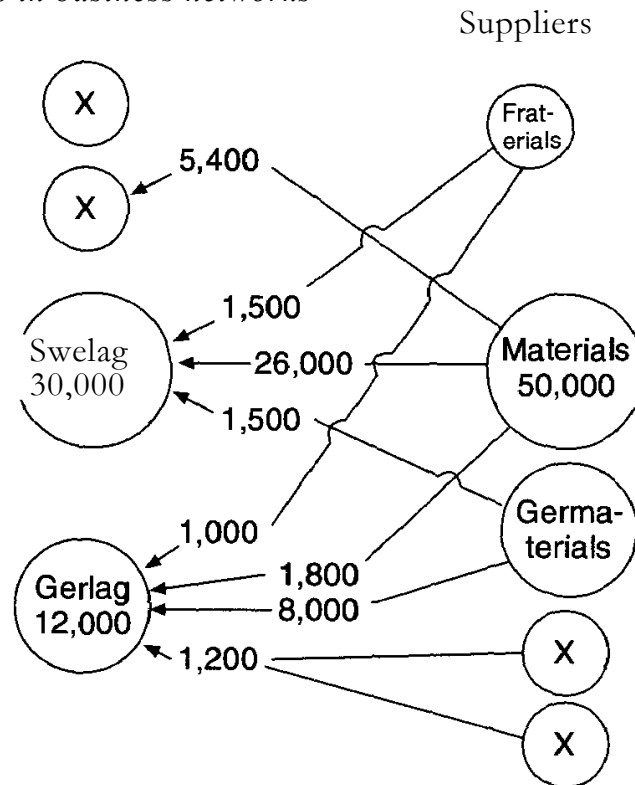 in business networks
Suppliers
X
Frat-
erials
5,400
X
1,500
Swelag
30,000
26,000
Materials
50,000
1,500
Germa-
terials
1,000
Gerlag
12,000
1,800
8,000
1,200
X
X